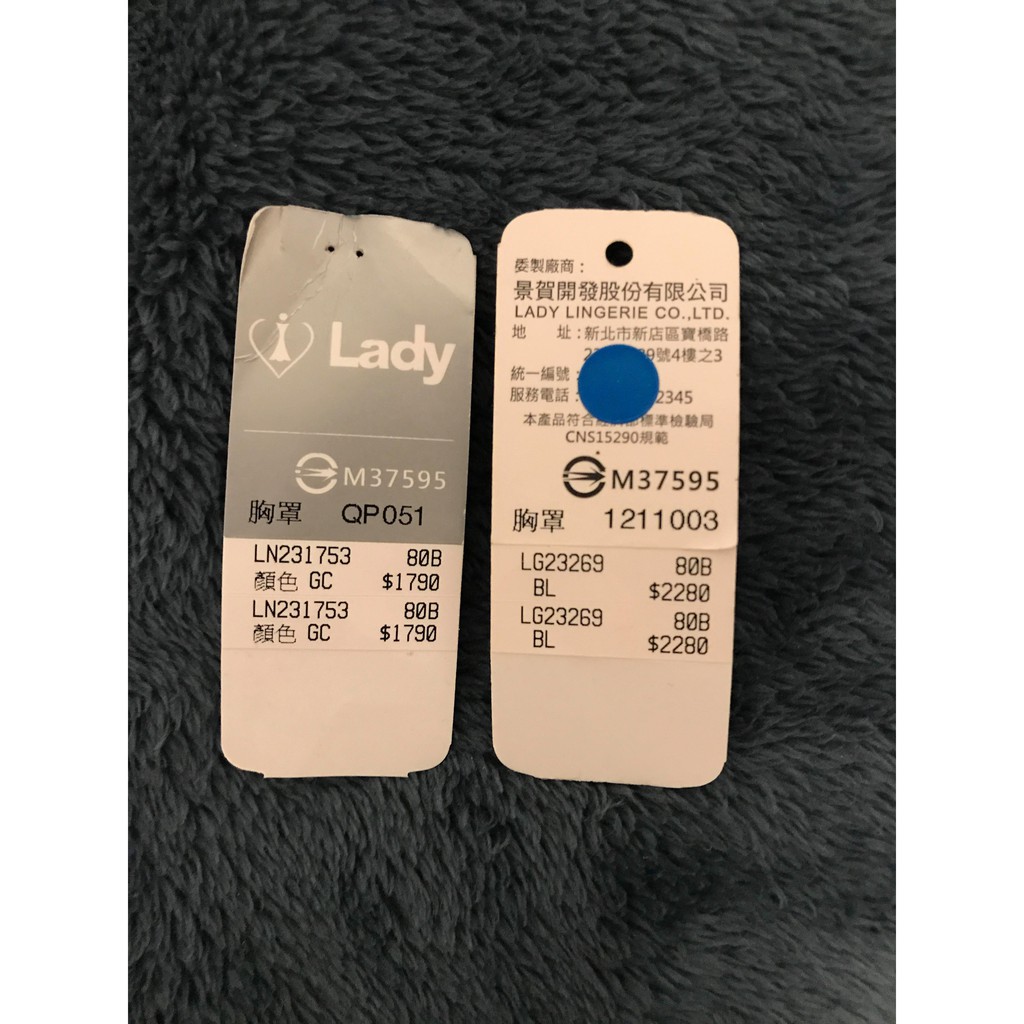 Lady
M37595
胸罩 QP051
LN231753 80B
顏色 GC $1790
LN231753 80B
顏色 GC $1790
委製廠商：
景賀開發股份有限公司
LADY LINGERIE CO.,LTD.
地 址：新北市新店區寶橋路
9號4樓之3
統一編號
服務電話： 2345
本產品符合經濟部標準檢驗局
CNS15290規範
M37595
胸罩 1211003
LG23269 80B
BL $2280
LG23269 80B
BL $2280